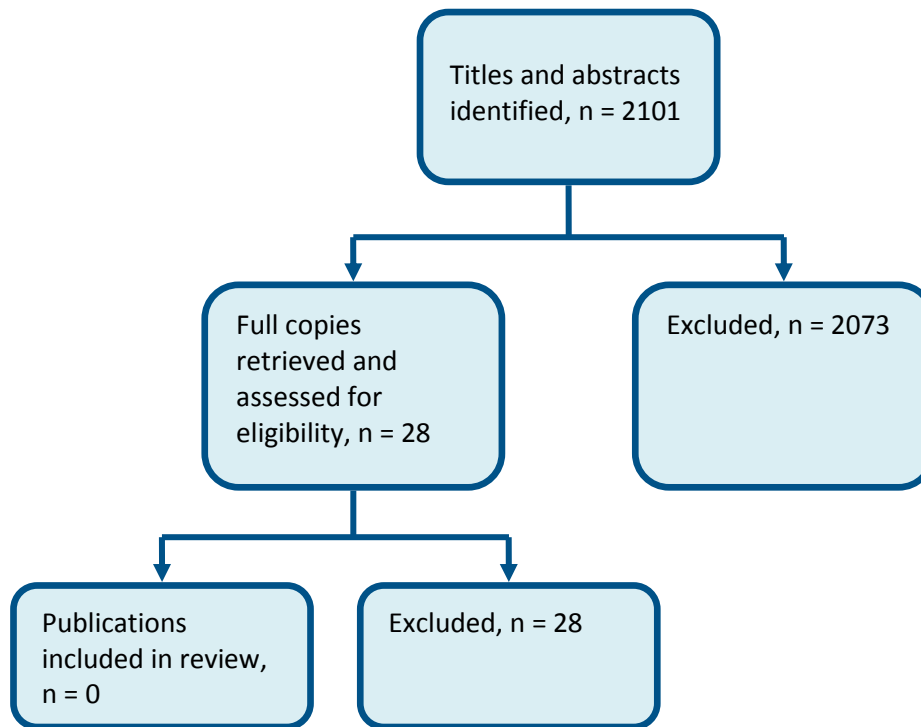 Titles and abstracts
identified, n = 2101
Full copies
retrieved and
assessed for
eligibility, n = 28
Excluded, n = 2073
Publications
included in review,
n = 0
Excluded, n = 28